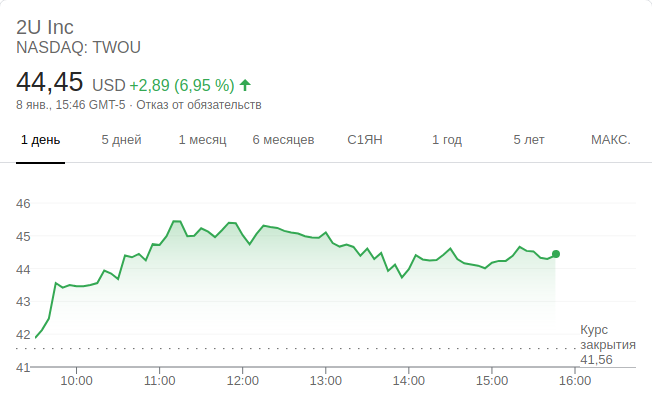 2U Inc
NASDAQ: TWOU
44,45 USD +2,89 (6,95 %)
8 янв., 15:46 GMT-5 · Отказ от обязательств
1 день 5 дней 1 месяц 6 месяцев С1ЯН 1 год 5 лет МАКС.
46
45
44
43
42
Курс
закрытия
41,56
41
10:00 11:00 12:00 13:00 14:00 15:00 16:00